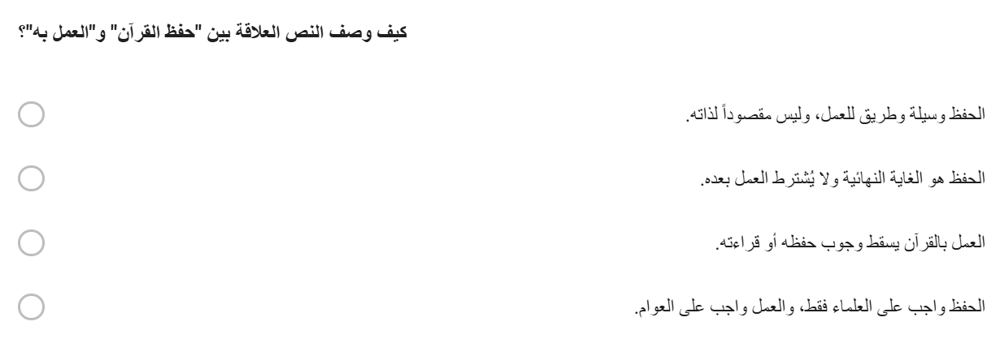 كيف وصف النص العلاقة بين "حفظ القرآن" و"العمل به"؟
الحفظ وسيلة وطريق للعمل، وليس مقصوداً لذاته.
الحفظ هو الغاية النهائية ولا يُشترط العمل بعده.
العمل بالقرآن يسقط وجوب حفظه أو قراءته.
الحفظ واجب على العلماء فقط، والعمل واجب على العوام.